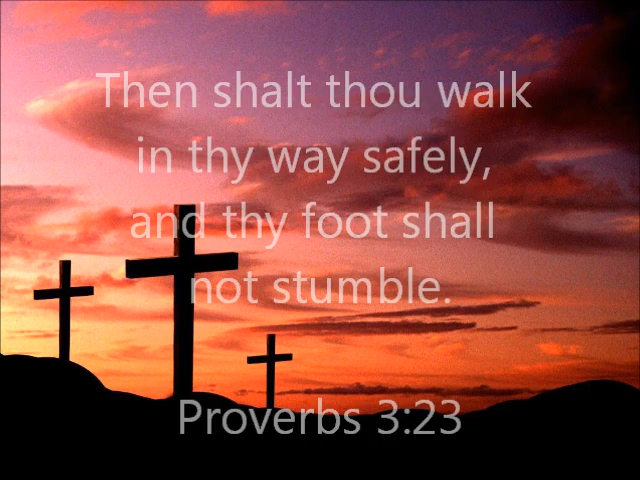 Then shalt thou walk
in thy way safely,
and thy foot shall
not stumble.
Proverbs 3:23